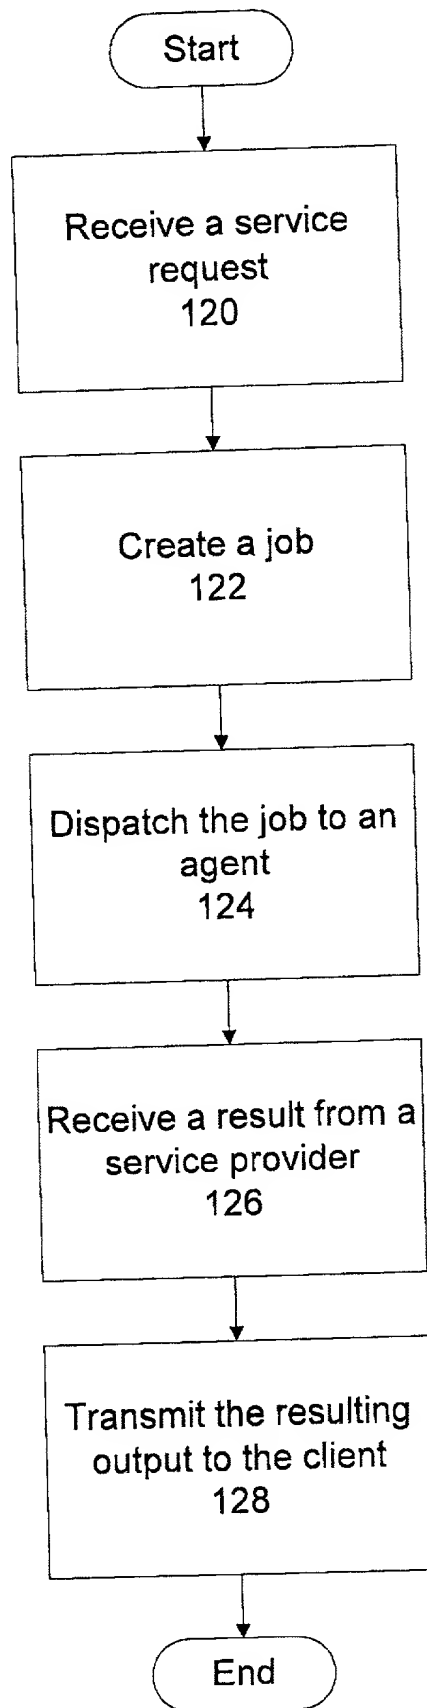 Start
Receive a service
request
120
Create a job
122
Dispatch the job to an
agent
124
Receive a result from a
service provider
126
Transmit the resulting
output to the client
128
End